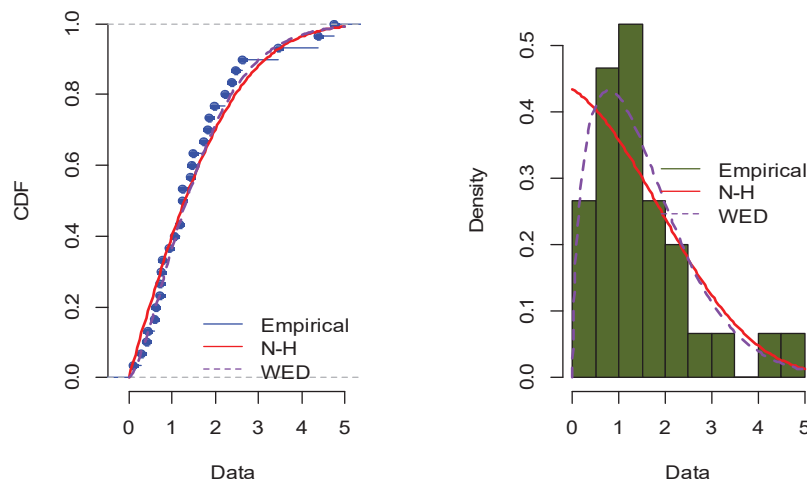 CDF
1.0
0.8
0.6
0.4
0.2
0.0
Empirical
N-H
WED
0 1 2 3 4 5
Data
Density
0.5
0.4
0.3
0.2
0.1
0.0
Empirical
N-H
WED
0 1 2 3 4 5
Data